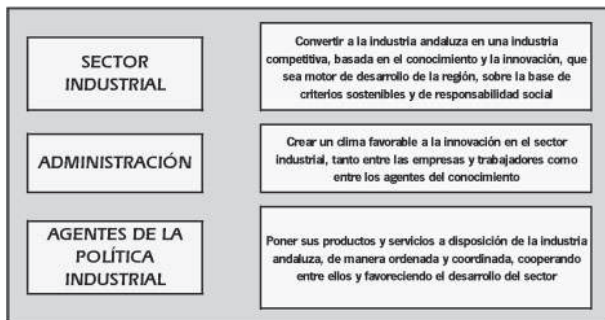 SECTOR
INDUSTRIAL
Convertir a la industria andaluza en una industria
competitiva, basada en el conocimiento y la innovación, que
sea motor de desarrollo de la región, sobre la base de
criterios sostenibles y de responsabilidad social
ADMINISTRACIÓN
Crear un clima favorable a la innovación en el sector
industrial, tanto entre las empresas y trabajadores como
entre los agentes del conocimiento
AGENTES DE LA
POLÍTICA
INDUSTRIAL
Poner sus productos y servicios a disposición de la industria
andaluza, de manera ordenada y coordinada, cooperando
entre ellos y favoreciendo el desarrollo del sector